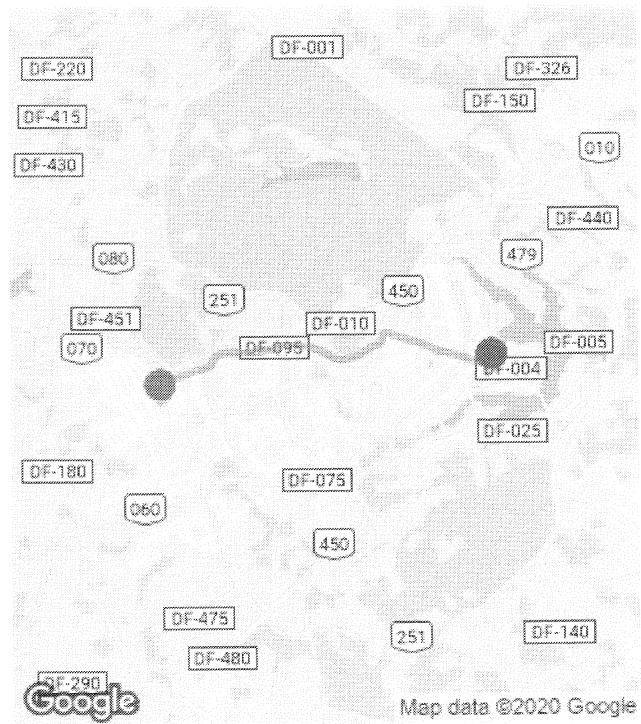 DF-001
DF-220
DF-326
DF-150
DF-415
010
DF-430
DF-440
479
080
450
251
DF-451
DF-010
DF-005
070
DF-095
DF-004
DF-025
DF-180
DF-075
060
450
DF-475
DF-140
251
DF-480
DF-290
Google
Map data ©2020 Google